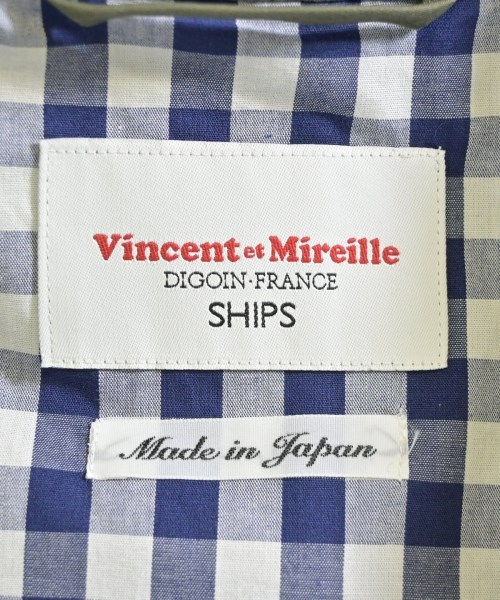 Vincent et Mireille
DIGOIN·FRANCE
SHIPS
Made in Japan